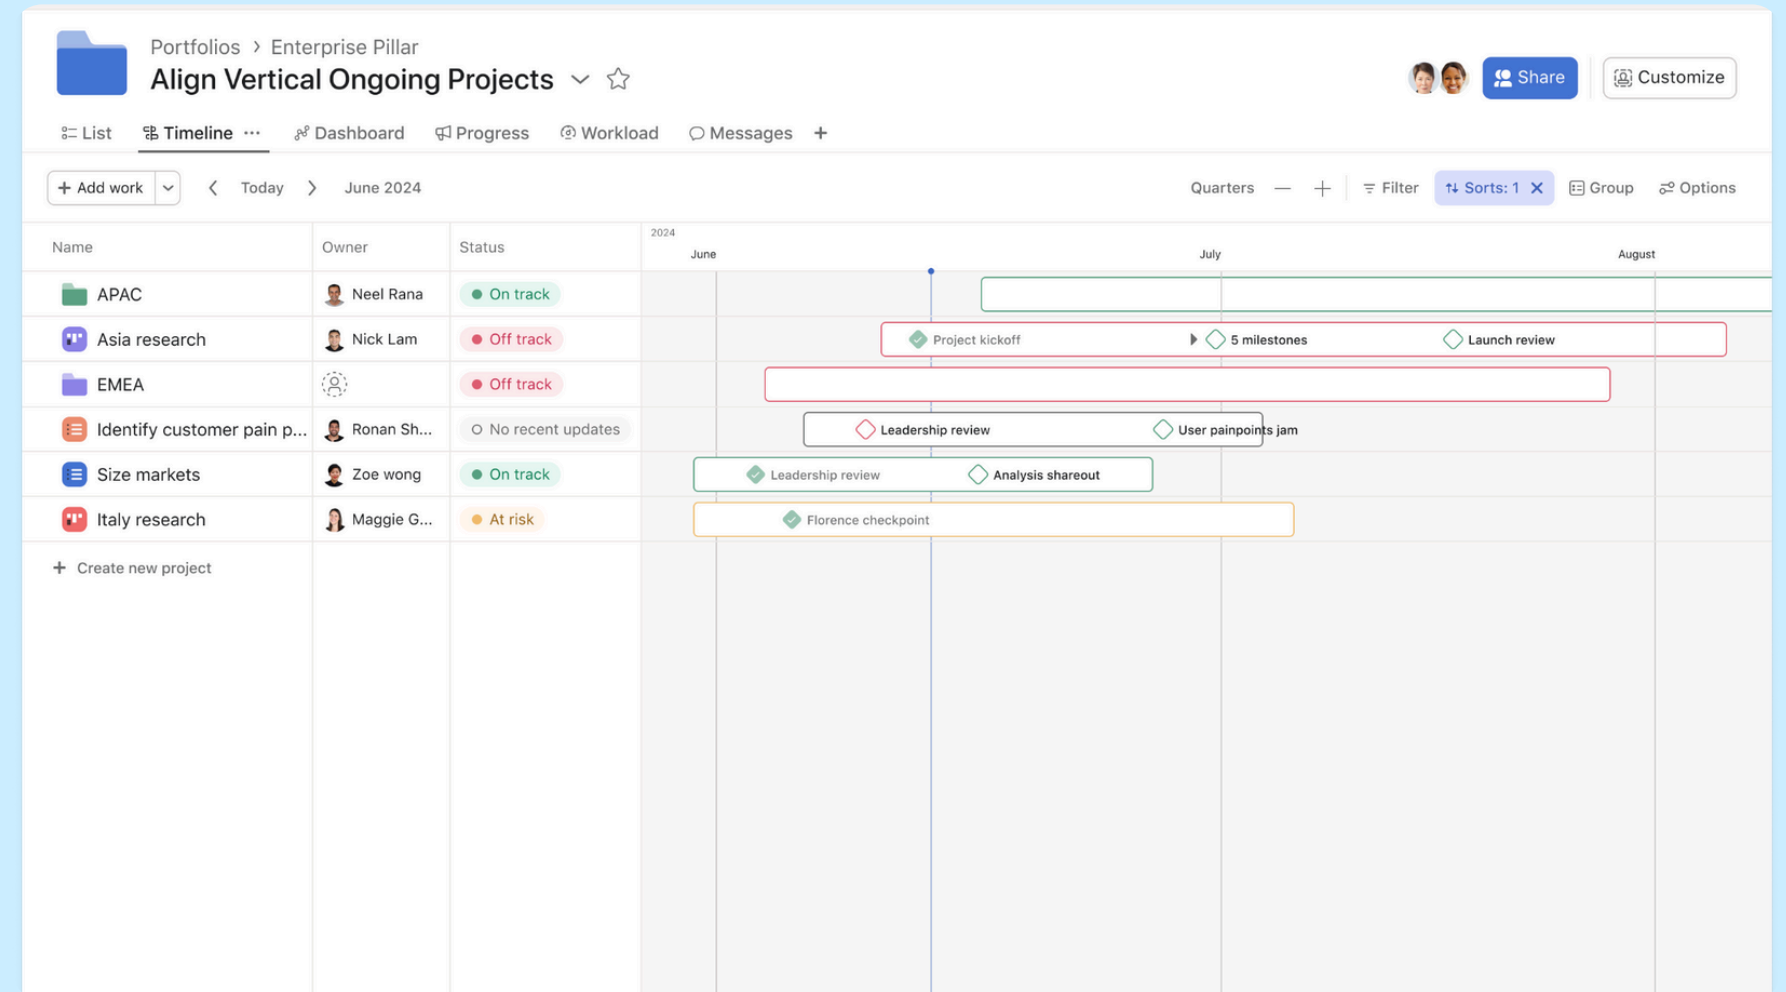 Portfolios > Enterprise Pillar
Align Vertical Ongoing Projects
Share
Customize
List
Timeline ...
Dashboard
Progress
Workload
Messages +
+ Add work
Today
June 2024
Quarters — +
Filter
Sorts: 1 ×
Group
Options
Name
Owner
Status
2024
June
July
August
APAC
Neel Rana
On track
Asia research
Nick Lam
Off track
Project kickoff
5 milestones
Launch review
EMEA
Off track
Identify customer pain p...
Ronan Sh...
No recent updates
Leadership review
User painpoints jam
Size markets
Zoe wong
On track
Leadership review
Analysis shareout
Italy research
Maggie G...
At risk
Florence checkpoint
+ Create new project